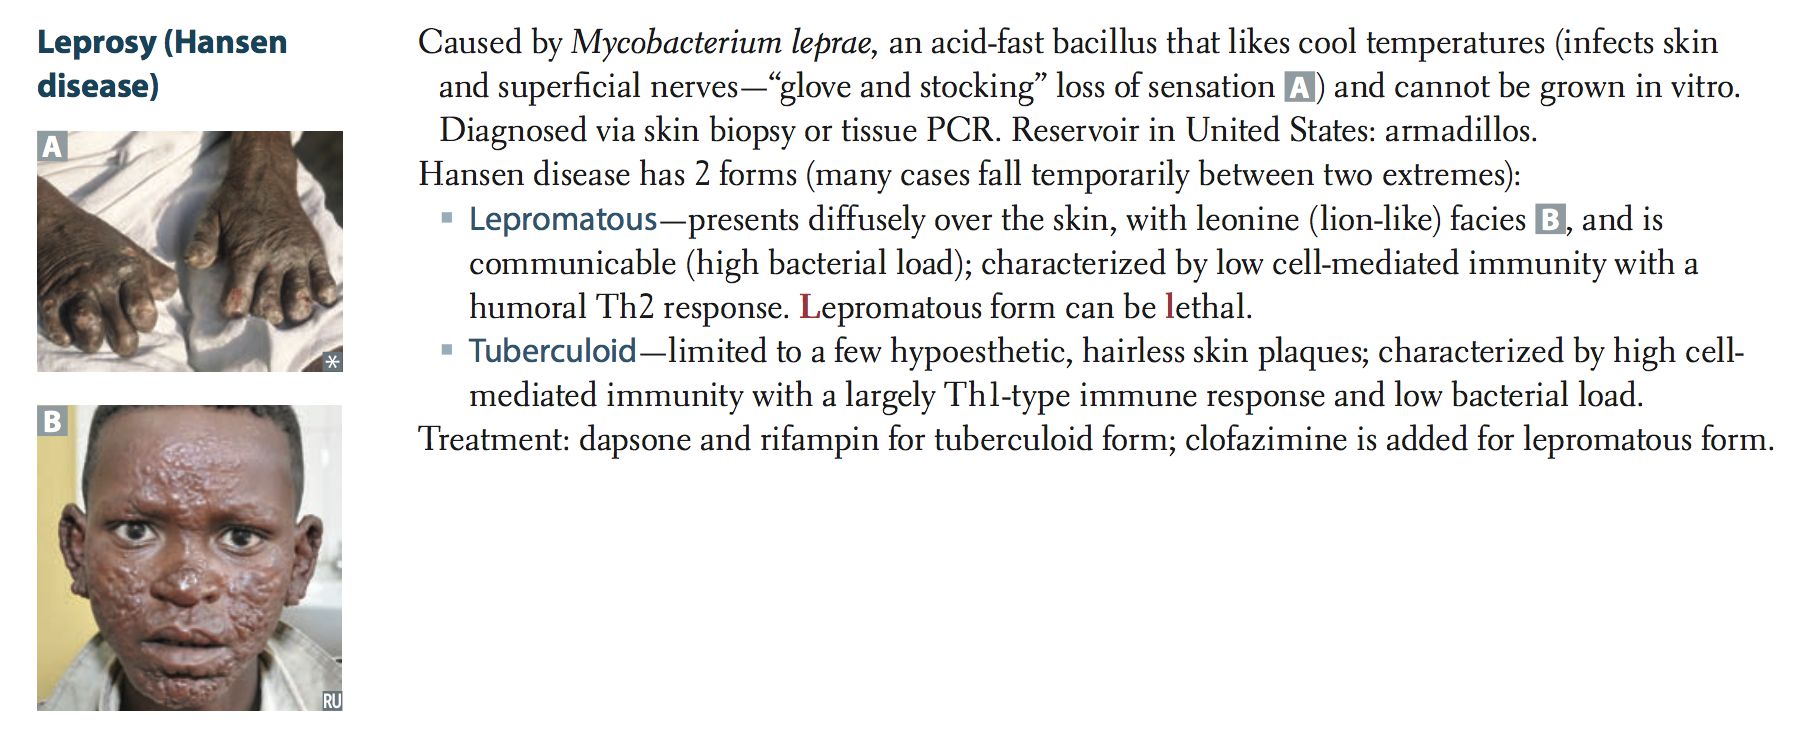 Leprosy (Hansen
disease)
A
*
B
RU
Caused by Mycobacterium leprae, an acid-fast bacillus that likes cool temperatures (infects skin
and superficial nerves—“glove and stocking” loss of sensation A) and cannot be grown in vitro.
Diagnosed via skin biopsy or tissue PCR. Reservoir in United States: armadillos.
Hansen disease has 2 forms (many cases fall temporarily between two extremes):
▪ Lepromatous—presents diffusely over the skin, with leonine (lion-like) facies B, and is
communicable (high bacterial load); characterized by low cell-mediated immunity with a
humoral Th2 response. Lepromatous form can be lethal.
▪ Tuberculoid—limited to a few hypoesthetic, hairless skin plaques; characterized by high cell-
mediated immunity with a largely Th1-type immune response and low bacterial load.
Treatment: dapsone and rifampin for tuberculoid form; clofazimine is added for lepromatous form.